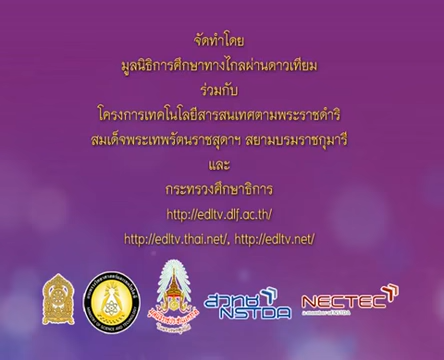 จัดทำโดย
มูลนิธิการศึกษาทางไกลผ่านดาวเทียม
ร่วมกับ
โครงการเทคโนโลยีสารสนเทศตามพระราชดำริ
สมเด็จพระเทพรัตนราชสุดาฯ สยามบรมราชกุมารี
และ
กระทรวงศึกษาธิการ
http://edltv.dlf.ac.th/
http://edltv.thai.net/, http://edltv.net/
สวทช
NSTDA
NECTEC
a member of NSTDA